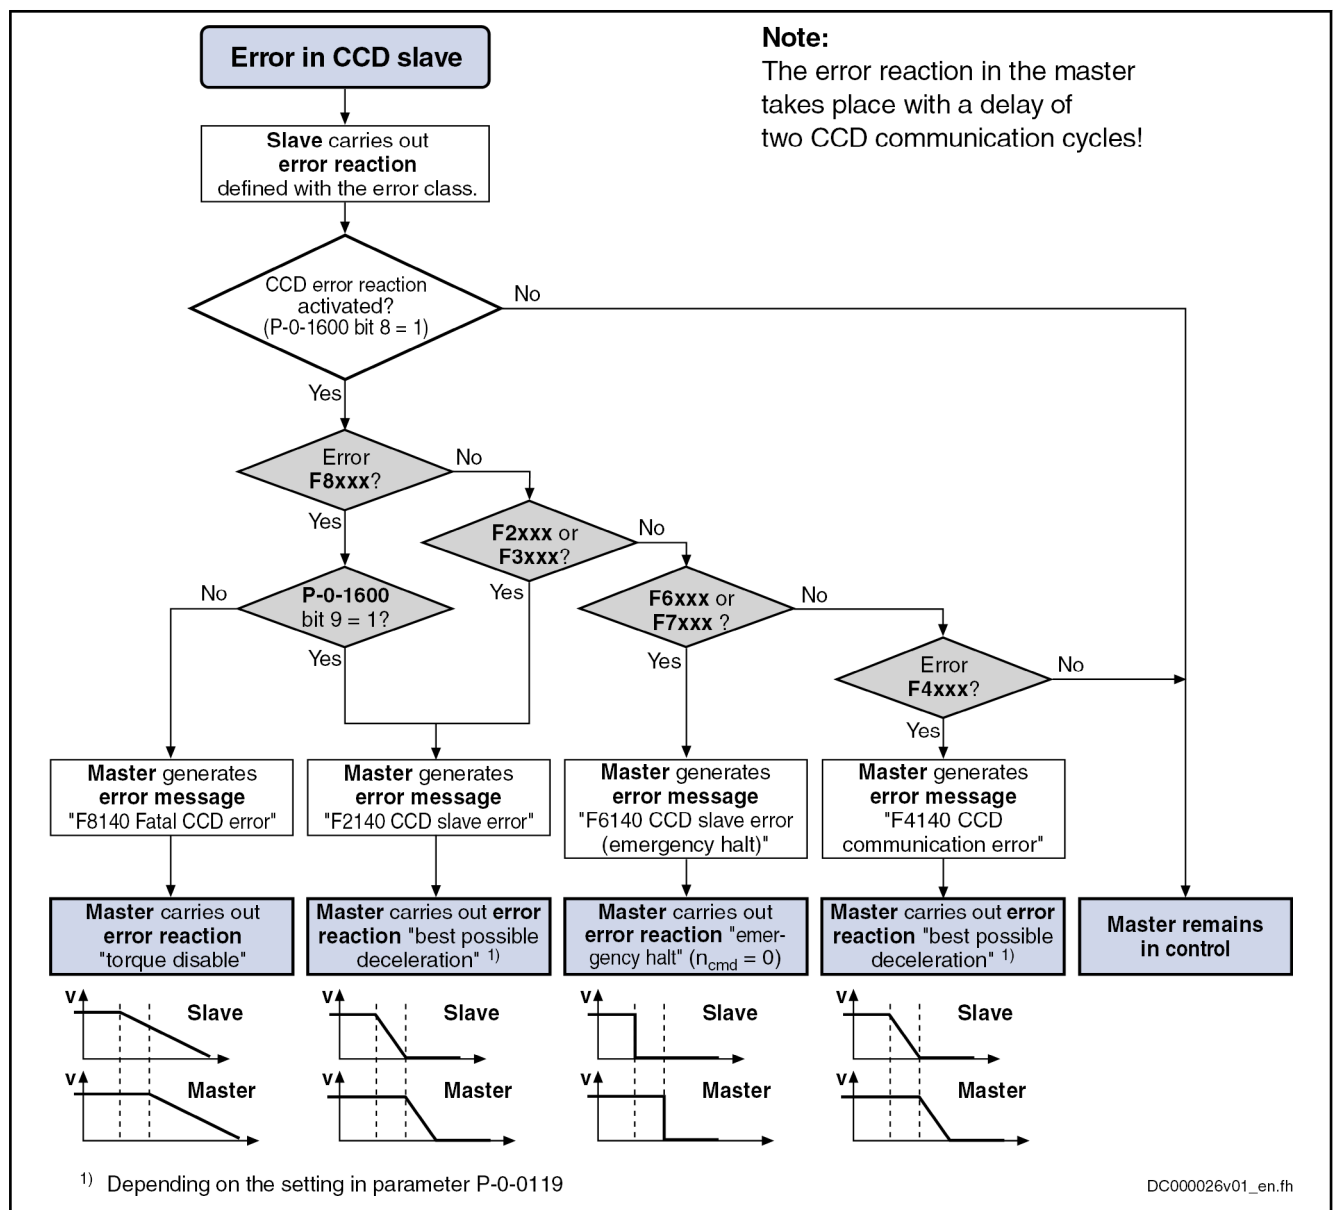 Error in CCD slave
Note:
The error reaction in the master
takes place with a delay of
two CCD communication cycles!
Slave carries out
error reaction
defined with the error class.
CCD error reaction
activated?
(P-0-1600 bit 8 = 1)
No
Yes
Error
F8xxx?
No
Yes
F2xxx or
F3xxx?
No
Yes
P-0-1600
bit 9 = 1?
No
Yes
F6xxx or
F7xxx ?
No
Yes
Error
F4xxx?
No
Yes
Master generates
error message
"F8140 Fatal CCD error"
Master generates
error message
"F2140 CCD slave error"
Master generates
error message
"F6140 CCD slave error
(emergency halt)"
Master generates
error message
"F4140 CCD
communication error"
Master carries out
error reaction
"torque disable"
Master carries out error
reaction "best possible
deceleration" 1)
Master carries out
error reaction "emer-
gency halt" (ncmd = 0)
Master carries out error
reaction "best possible
deceleration" 1)
Master remains
in control
v
Slave
v
Master
v
Slave
v
Master
v
Slave
v
Master
v
Slave
v
Master
1) Depending on the setting in parameter P-0-0119
DC000026v01_en.fh